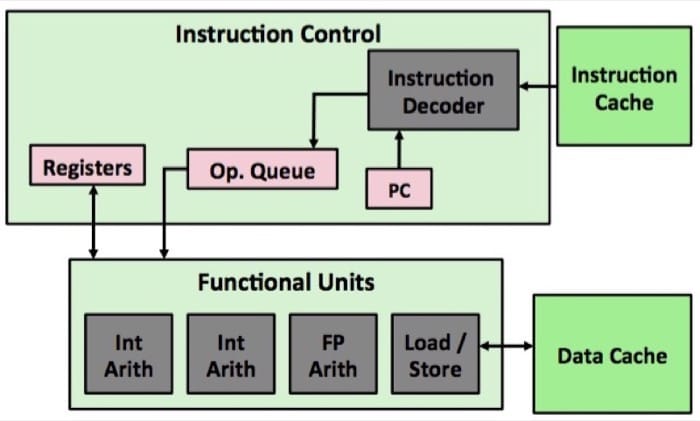 Instruction Control
Instruction
Decoder
Instruction
Cache
Registers
Op. Queue
PC
Functional Units
Int
Arith
Int
Arith
FP
Arith
Load /
Store
Data Cache